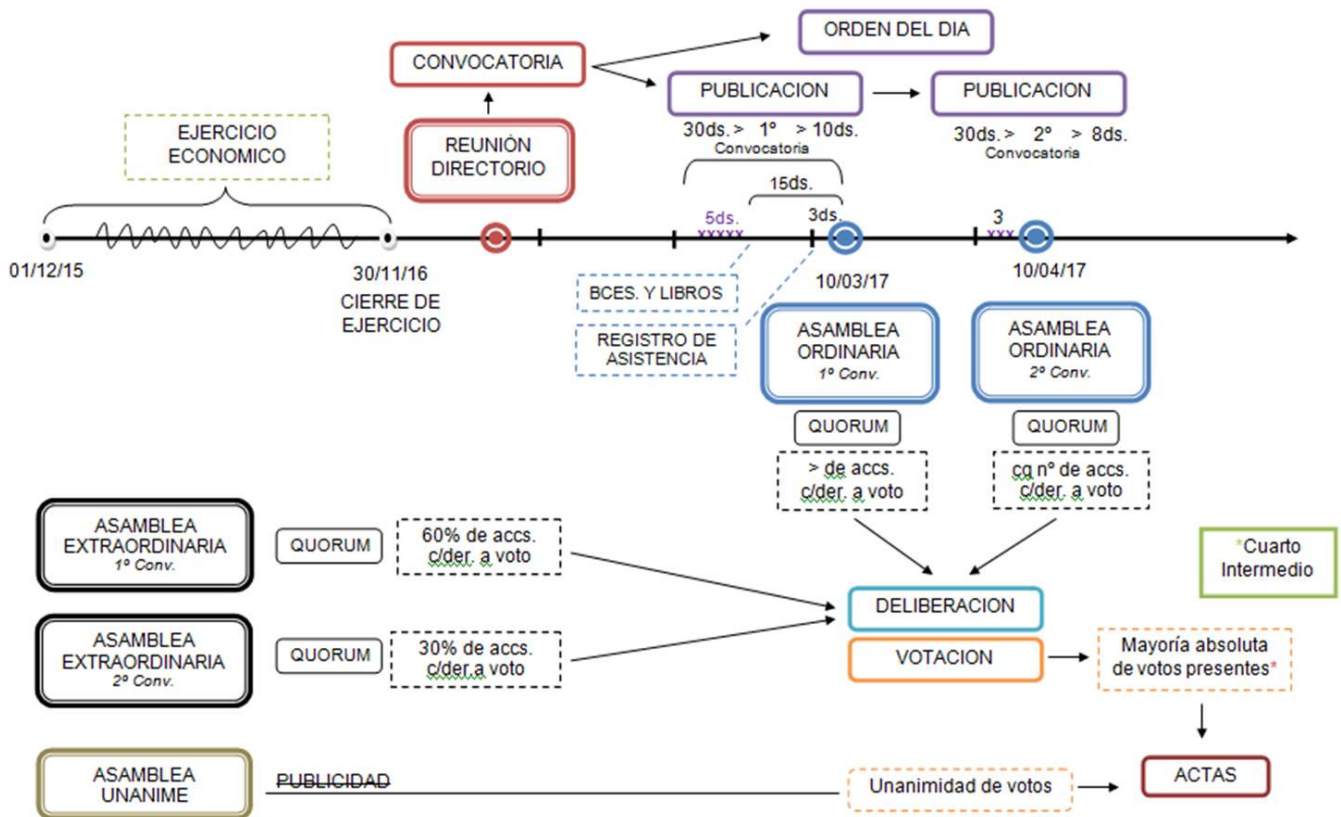 ORDEN DEL DIA
CONVOCATORIA
PUBLICACION
PUBLICACION
30ds. > 1º > 10ds.
Convocatoria
30ds. > 2º > 8ds.
Convocatoria
EJERCICIO
ECONOMICO
REUNIÓN
DIRECTORIO
15ds.
5ds.
xxxxx
3ds.
3
xxx
01/12/15
30/11/16
CIERRE DE
EJERCICIO
10/03/17
10/04/17
BCES. Y LIBROS
REGISTRO DE
ASISTENCIA
ASAMBLEA
ORDINARIA
1º Conv.
ASAMBLEA
ORDINARIA
2º Conv.
QUORUM
QUORUM
> de accs.
c/der. a voto
cq nº de accs.
c/der. a voto
ASAMBLEA
EXTRAORDINARIA
1º Conv.
QUORUM
60% de accs.
c/der. a voto
*Cuarto
Intermedio
DELIBERACION
ASAMBLEA
EXTRAORDINARIA
2º Conv.
QUORUM
30% de accs.
c/der.a voto
VOTACION
Mayoría absoluta
de votos presentes*
ASAMBLEA
UNANIME
PUBLICIDAD
Unanimidad de votos
ACTAS